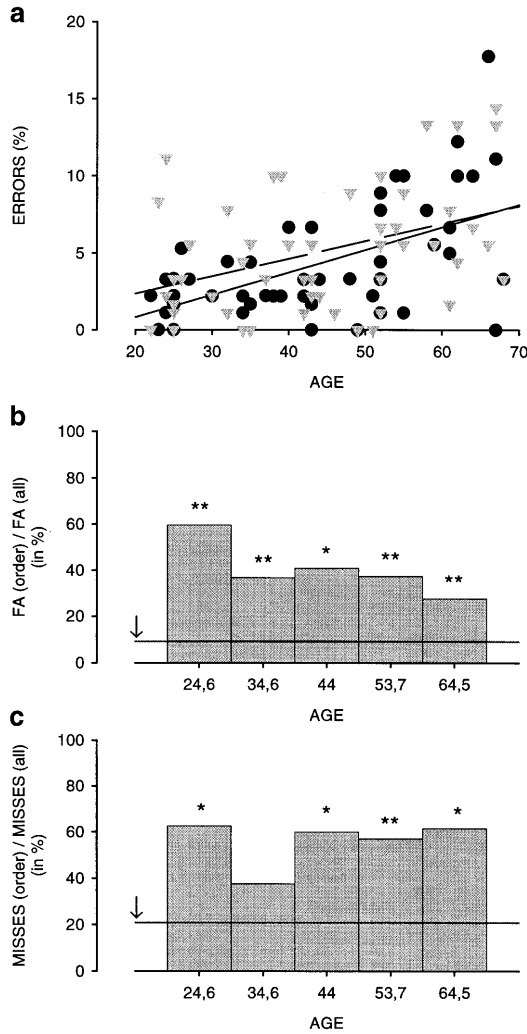 a
20
15
10
5
0
ERRORS (%)
20 30 40 50 60 70
AGE
b
100
80
60
40
20
0
FA (order) / FA (all)
(in %)
** ** * ** **
24,6 34,6 44 53,7 64,5
AGE
c
100
80
60
40
20
0
MISSES (order) / MISSES (all)
(in %)
* * ** *
24,6 34,6 44 53,7 64,5
AGE